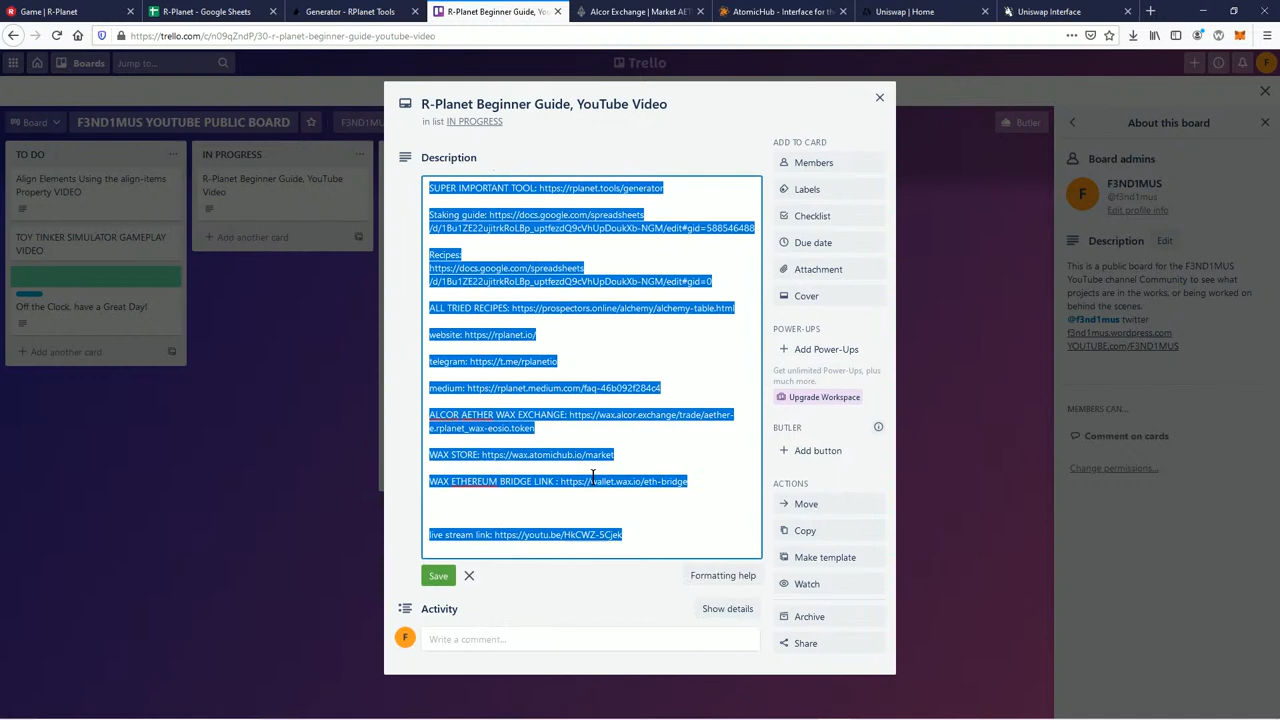 Game | R-Planet
R-Planet - Google Sheets
Generator - RPlanet Tools
R-Planet Beginner Guide, You
Alcor Exchange | Market AET
AtomicHub - Interface for th
Uniswap | Home
Uniswap Interface
https://trello.com/c/n09qZndP/30-r-planet-beginner-guide-youtube-video
Boards
Jump to...
Trello
F
Board
F3ND1MUS YOUTUBE PUBLIC BOARD
F3ND1MU
Butler
About this board
TO DO
Align Elements Using the align-items
Property VIDEO
TOY TINKER SIMULATOR GAMEPLAY
VIDEO
Off the Clock, have a Great Day!
+ Add another card
IN PROGRESS
R-Planet Beginner Guide, YouTube
Video
+ Add another card
R-Planet Beginner Guide, YouTube Video
in list IN PROGRESS
Description
SUPER IMPORTANT TOOL: https://rplanet.tools/generator
Staking guide: https://docs.google.com/spreadsheets
/d/1Bu1ZE22ujitrkRoLBp_uptfezdQ9cVhUpDoukXb-NGM/edit#gid=588546488
Recipes:
https://docs.google.com/spreadsheets
/d/1Bu1ZE22ujitrkRoLBp_uptfezdQ9cVhUpDoukXb-NGM/edit#gid=0
ALL TRIED RECIPES: https://prospectors.online/alchemy/alchemy-table.html
website: https://rplanet.io/
telegram: https://t.me/rplanetio
medium: https://rplanet.medium.com/faq-46b092f284c4
ALCOR AETHER WAX EXCHANGE: https://wax.alcor.exchange/trade/aether-
e.rplanet_wax-eosio.token
WAX STORE: https://wax.atomichub.io/market
WAX ETHEREUM BRIDGE LINK : https://wallet.wax.io/eth-bridge
live stream link: https://youtu.be/HkCWZ-5Cjek
Save
Formatting help
Activity
Show details
F
Write a comment...
ADD TO CARD
Members
Labels
Checklist
Due date
Attachment
Cover
POWER-UPS
+ Add Power-Ups
Get unlimited Power-Ups, plus
much more.
Upgrade Workspace
BUTLER
+ Add button
ACTIONS
Move
Copy
Make template
Watch
Archive
Share
Board admins
F
F3ND1MUS
@f3nd1mus
Edit profile info
Description
Edit
This is a public board for the F3ND1MUS
YouTube channel Community to see
what projects are in the works, or being worked on
behind the scenes.
@f3nd1mus twitter
f3nd1mus.wordpress.com
YOUTUBE.com/F3ND1MUS
MEMBERS CAN...
Comment on cards
Change permissions...